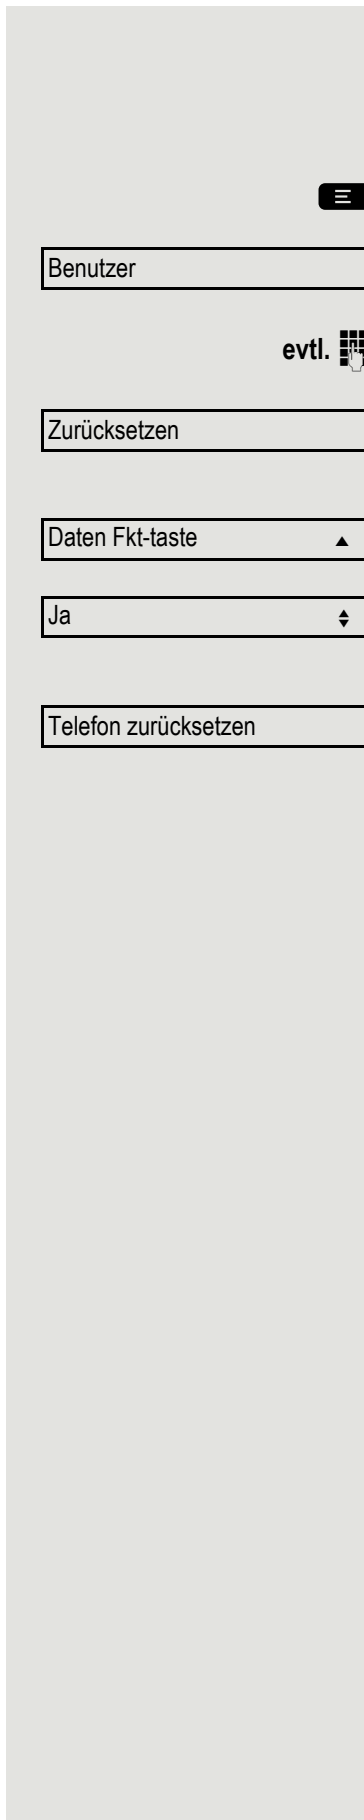 Benutzer
evtl.
Zurücksetzen
Daten Fkt-taste
Ja
Telefon zurücksetzen